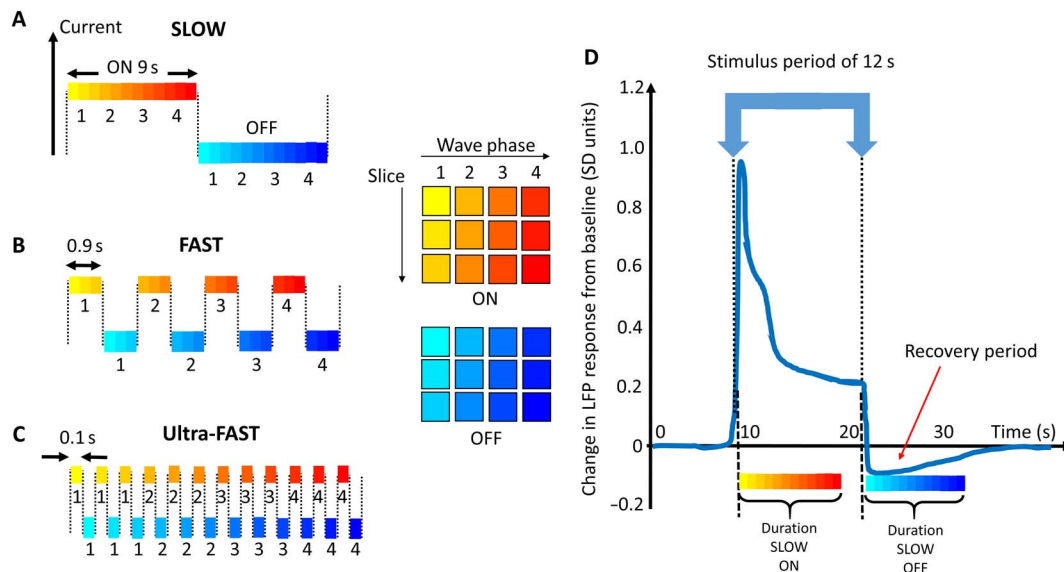 A
Current
SLOW
ON 9 s
1 2 3 4
OFF
1 2 3 4
B
FAST
0.9 s
1 2 3 4
1 2 3 4
C
Ultra-FAST
0.1 s
1 1 1 2 2 2 3 3 3 4 4 4
1 1 1 2 2 2 3 3 3 4 4 4
Wave phase
1 2 3 4
Slice
ON
OFF
D
Stimulus period of 12 s
Change in LFP response from baseline (SD units)
1.2
1.0
0.8
0.6
0.4
0.2
0
−0.2
0 10 20 30 Time (s)
Recovery period
Duration
SLOW
ON
Duration
SLOW
OFF